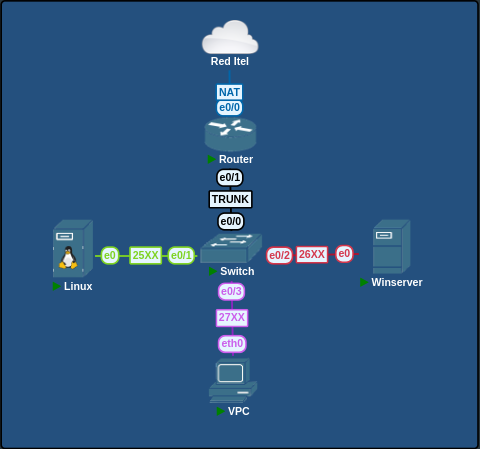 Red Itel
NAT
e0/0
Router
e0/1
TRUNK
e0/0
e0 25XX e0/1
e0/2 26XX e0
Switch
Linux
Winserver
e0/3
27XX
eth0
VPC